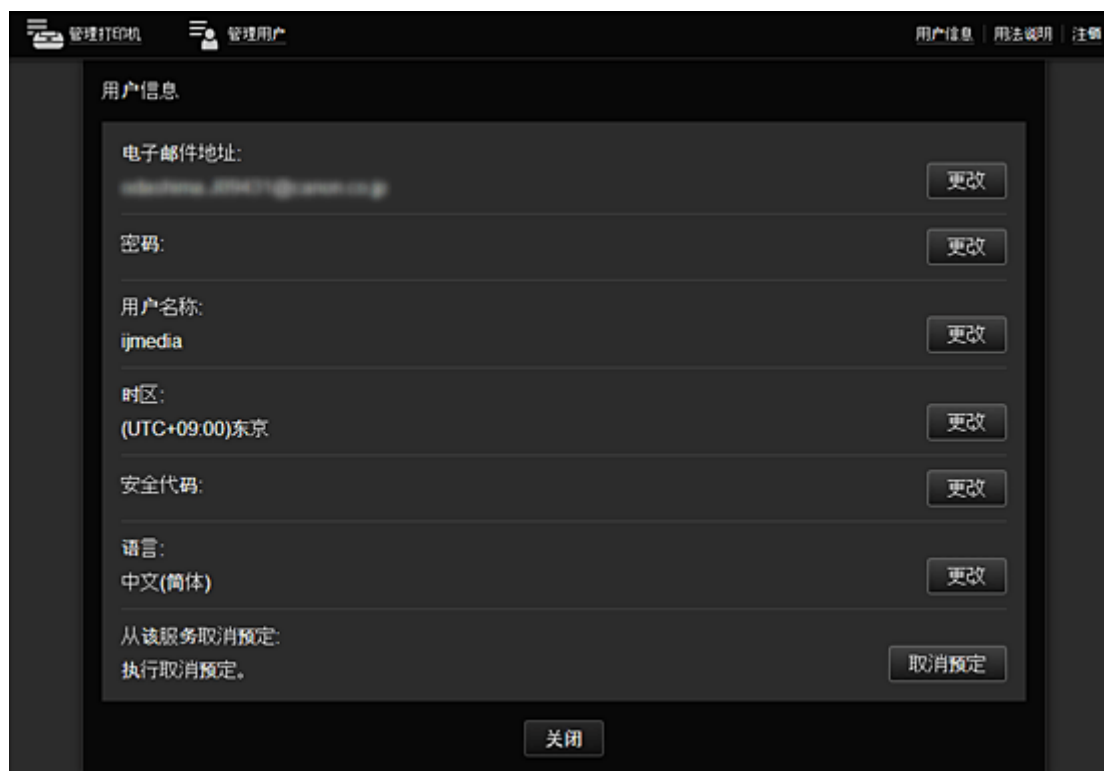 管理打印机 管理用户 用户信息 用法说明 注销
用户信息
电子邮件地址:
更改
密码:
更改
用户名称:
ijmedia
更改
时区:
(UTC+09:00)东京
更改
安全代码:
更改
语言:
中文(简体)
更改
从该服务取消预定:
执行取消预定。
取消预定
关闭